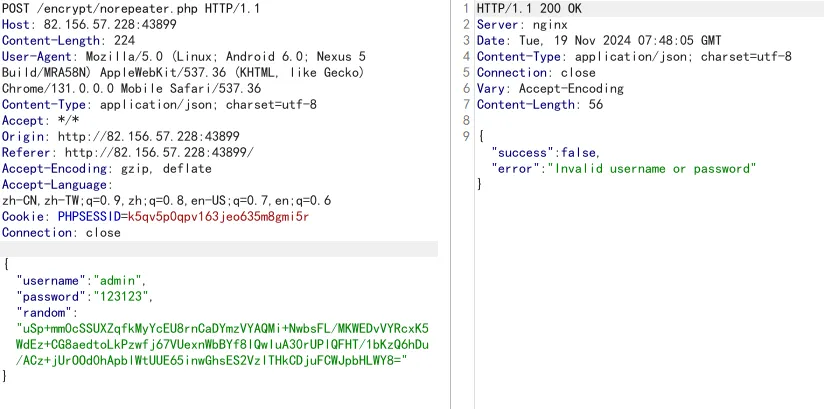 POST /encrypt/norepeater.php HTTP/1.1
Host: 82.156.57.228:43899
Content-Length: 224
User-Agent: Mozilla/5.0 (Linux; Android 6.0; Nexus 5
Build/MRA58N) AppleWebKit/537.36 (KHTML, like Gecko)
Chrome/131.0.0.0 Mobile Safari/537.36
Content-Type: application/json; charset=utf-8
Accept: */*
Origin: http://82.156.57.228:43899
Referer: http://82.156.57.228:43899/
Accept-Encoding: gzip, deflate
Accept-Language:
zh-CN,zh-TW;q=0.9,zh;q=0.8,en-US;q=0.7,en;q=0.6
Cookie: PHPSESSID=k5qv5p0qpv163jeo635m8gmi5r
Connection: close
{
"username":"admin",
"password":"123123",
"random":
"uSp+mmOcSSUXZqfkMyYcEU8rnCaDYmzVYAQMi+NwbsFL/MKWEDvVYRcxK5
WdEz+CG8aedtoLkPzwfj67VUexnWbBYf8lQwluA3OrUPlQFHT/1bKzQ6hDu
/ACz+jUrOOdOhApblWtUUE65inwGhsES2VzlTHkCDjuFCWJpbHLWY8="
}
1 HTTP/1.1 200 OK
2 Server: nginx
3 Date: Tue, 19 Nov 2024 07:48:05 GMT
4 Content-Type: application/json; charset=utf-8
5 Connection: close
6 Vary: Accept-Encoding
7 Content-Length: 56
8
9 {
"success":false,
"error":"Invalid username or password"
}